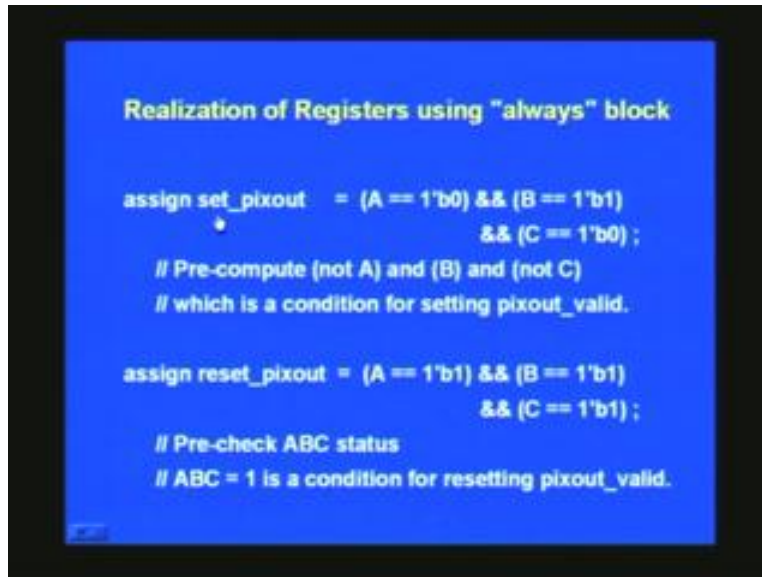 Realization of Registers using "always" block
assign set_pixout = (A == 1'b0) && (B == 1'b1)
&& (C == 1'b0) ;
// Pre-compute (not A) and (B) and (not C)
// which is a condition for setting pixout_valid.
assign reset_pixout = (A == 1'b1) && (B == 1'b1)
&& (C == 1'b1) ;
// Pre-check ABC status
// ABC = 1 is a condition for resetting pixout_valid.